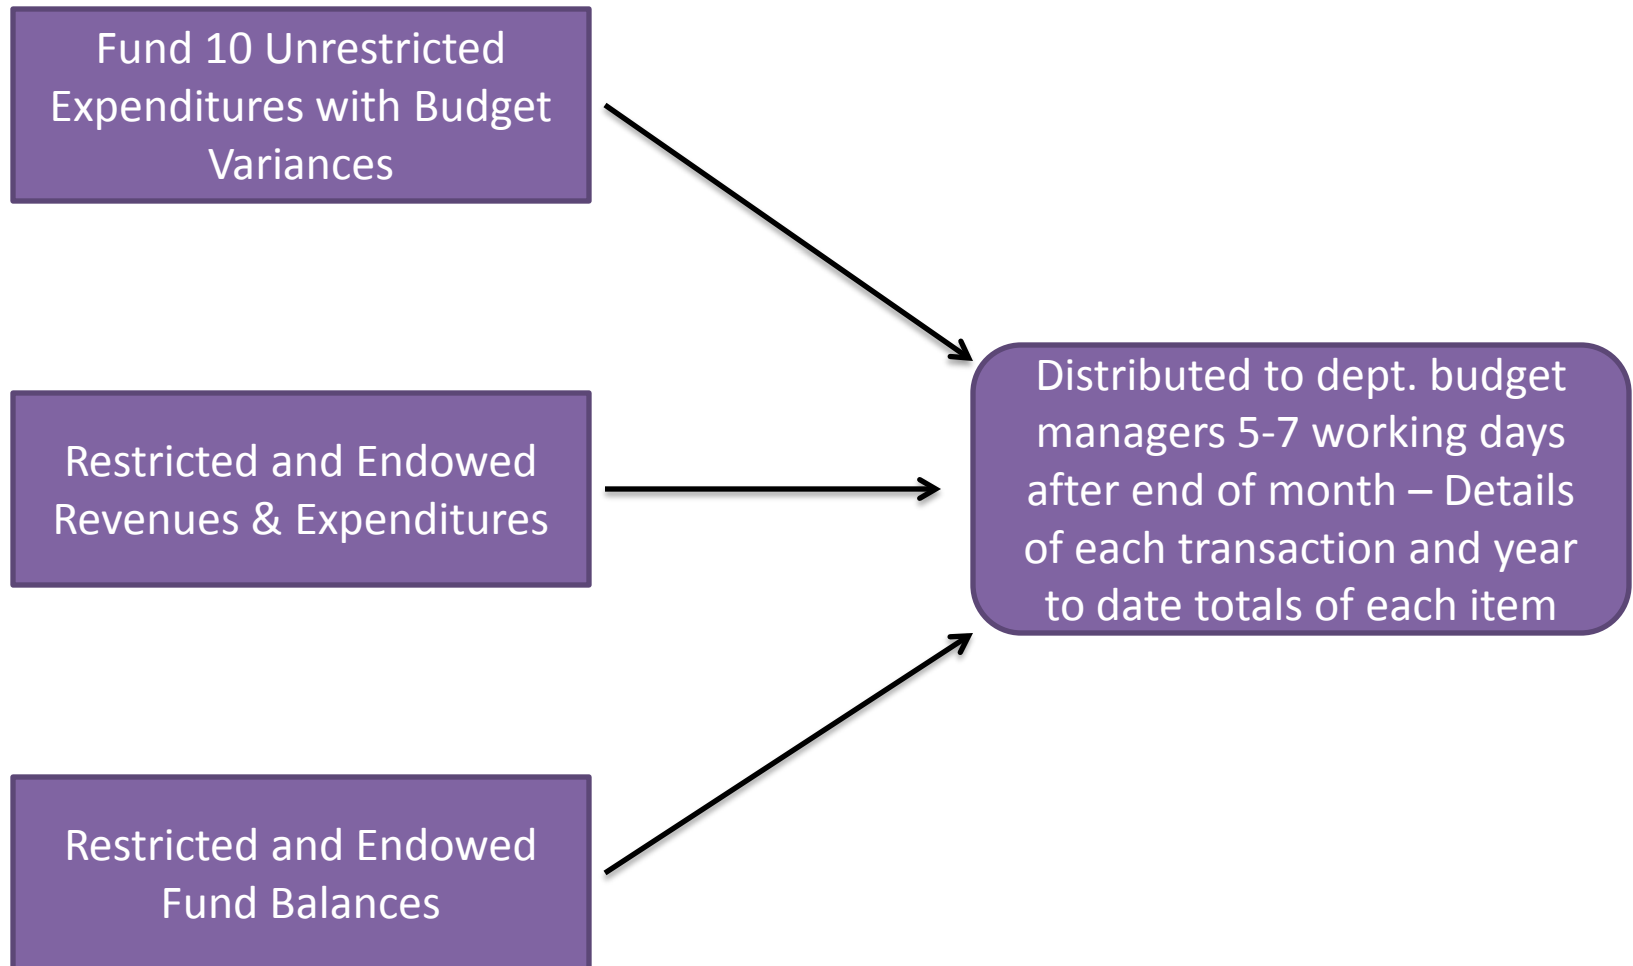 Fund 10 Unrestricted
Expenditures with Budget
Variances
Restricted and Endowed
Revenues & Expenditures
Restricted and Endowed
Fund Balances
Distributed to dept. budget
managers 5-7 working days
after end of month – Details
of each transaction and year
to date totals of each item